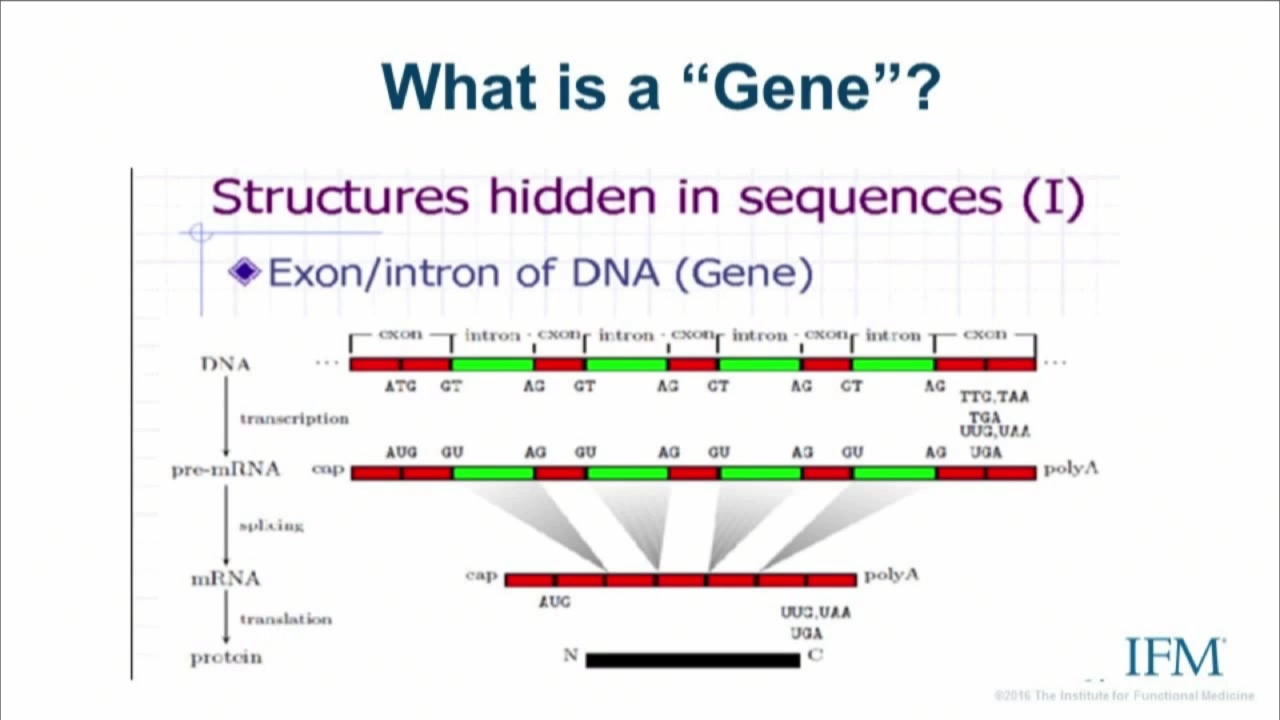 What is a “Gene”?
Structures hidden in sequences (I)
Exon/intron of DNA (Gene)
exon intron exon intron exon intron exon intron exon
DNA ... ...
ATG GT AG GT AG GT AG GT AG
TTG,TAA
TGA
transcription
UUG,UAA
AUG GU AG GU AG GU AG GU AG UGA
pre-mRNA cap polyA
splicing
mRNA cap polyA
AUG
UUG,UAA
UGA
translation
protein N C
IFM
©2016 The Institute for Functional Medicine